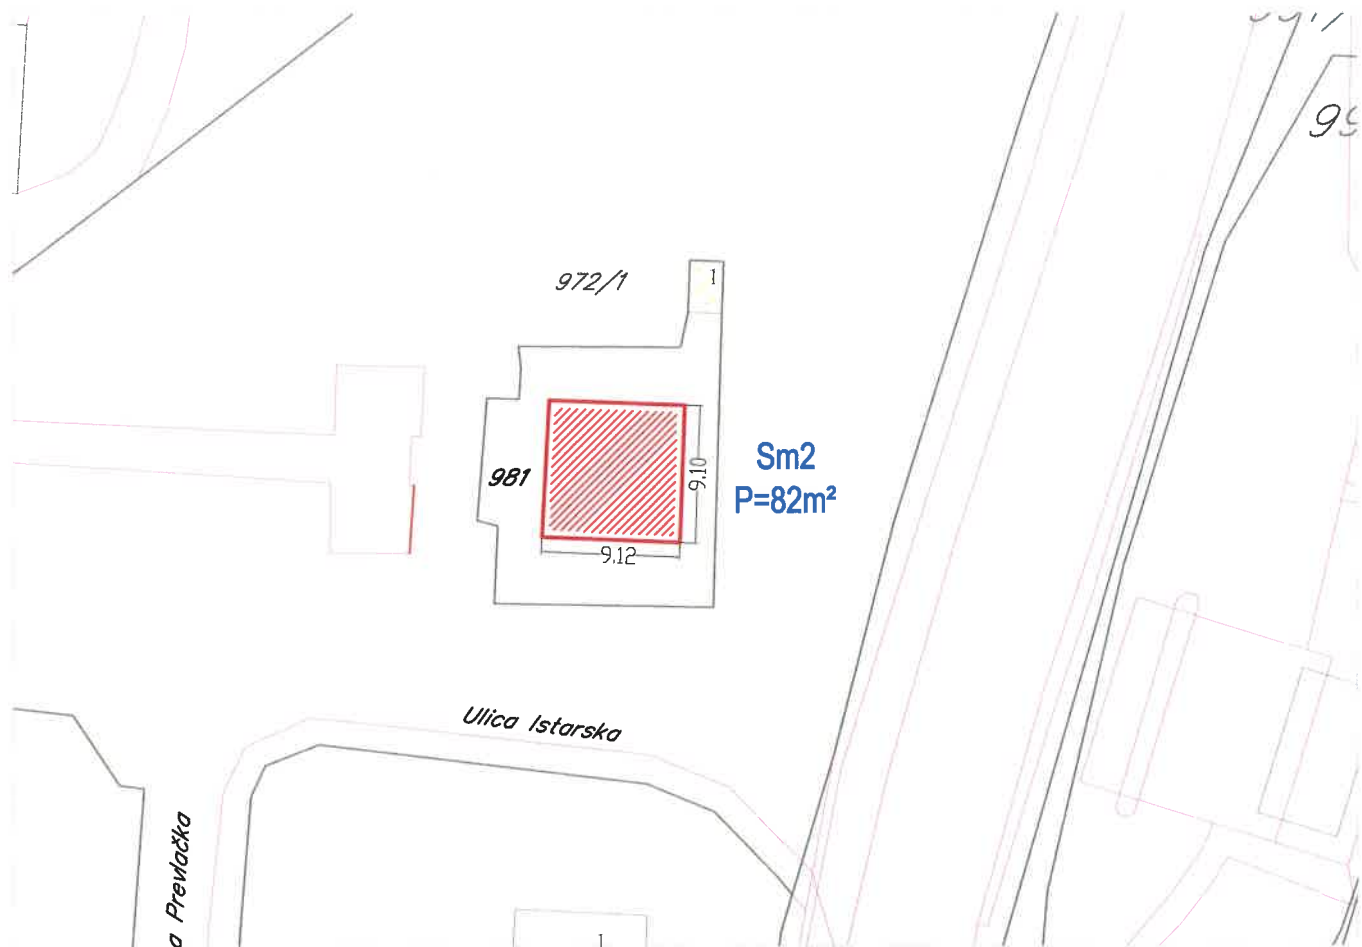 972/1
1
981
9.10
9.12
Sm2
P=82m²
Ulica Istarska
a Prevlačka
1